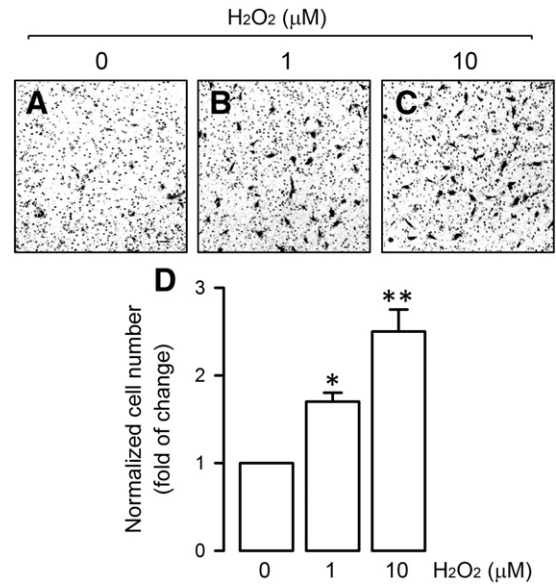 H2O2 (µM)
0 1 10
A B C
D
Normalized cell number
(fold of change)
3
2
1
0
*
**
0 1 10 H2O2 (µM)